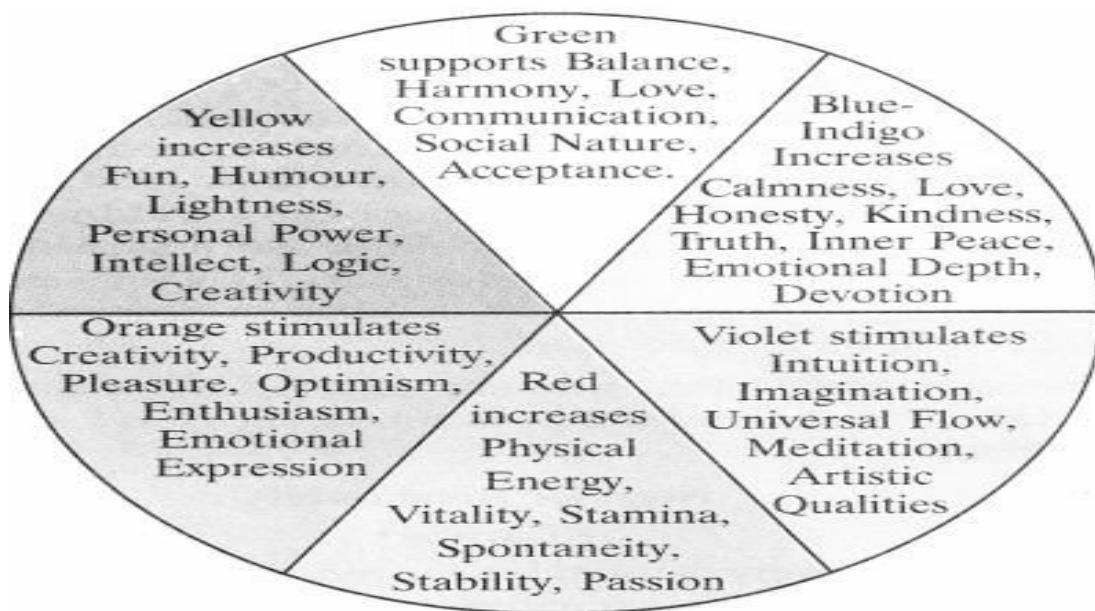 Green
supports Balance,
Harmony, Love,
Communication,
Social Nature,
Acceptance.
Blue-
Indigo
Increases
Calmness, Love,
Honesty, Kindness,
Truth, Inner Peace,
Emotional Depth,
Devotion
Violet stimulates
Intuition,
Imagination,
Universal Flow,
Meditation,
Artistic
Qualities
Red
increases
Physical
Energy,
Vitality, Stamina,
Spontaneity.
Stability, Passion
Orange stimulates
Creativity, Productivity,
Pleasure, Optimism,
Enthusiasm,
Emotional
Expression
Yellow
increases
Fun, Humour,
Lightness,
Personal Power,
Intellect, Logic,
Creativity